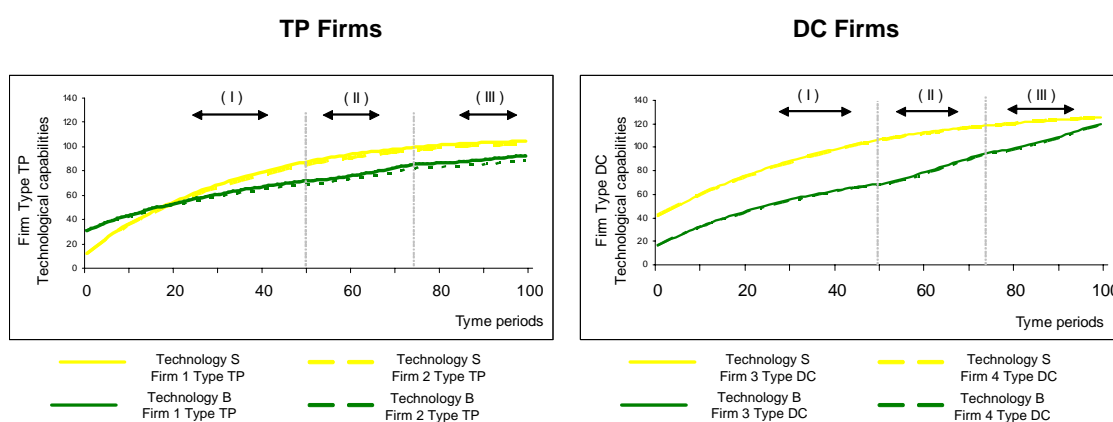 TP Firms
DC Firms
Firm Type TP
Technological capabilities
140
120
100
80
60
40
20
0
( I )
( II )
( III )
0
20
40
60
80
100
Tyme periods
Firm Type DC
Technological capabilities
140
120
100
80
60
40
20
0
( I )
( II )
( III )
0
20
40
60
80
100
Tyme periods
Technology S
Firm 1 Type TP
Technology S
Firm 2 Type TP
Technology B
Firm 1 Type TP
Technology B
Firm 2 Type TP
Technology S
Firm 3 Type DC
Technology S
Firm 4 Type DC
Technology B
Firm 3 Type DC
Technology B
Firm 4 Type DC